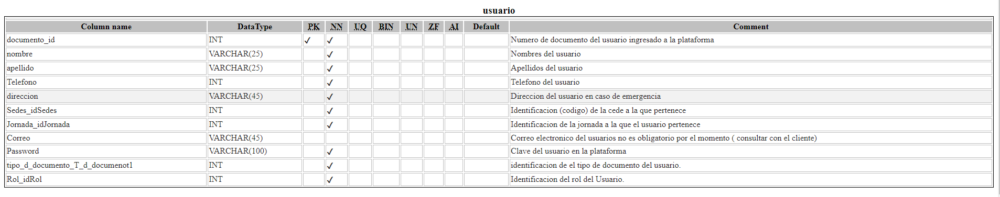 usuario
Column name DataType PK NN UQ BIN UN ZF AI Default Comment
documento_id INT ✓ ✓ Numero de documento del usuario ingresado a la plataforma
nombre VARCHAR(25) ✓ Nombres del usuario
apellido VARCHAR(25) ✓ Apellidos del usuario
Telefono INT ✓ Telefono del usuario
direccion VARCHAR(45) ✓ Direccion del usuario en caso de emergencia
Sedes_idSedes INT ✓ Identificacion (codigo) de la cede a la que pertenece
Jornada_idJornada INT ✓ Identificacion de la jornada a la que el usuario pertenece
Correo VARCHAR(45) Correo electronico del usuarios no es obligatorio por el momento ( consultar con el cliente)
Password VARCHAR(100) ✓ Clave del usuario en la plataforma
tipo_d_documento_T_d_documenot1 INT ✓ identificacion de el tipo de documento del usuario.
Rol_idRol INT ✓ Identificacion del rol del Usuario.